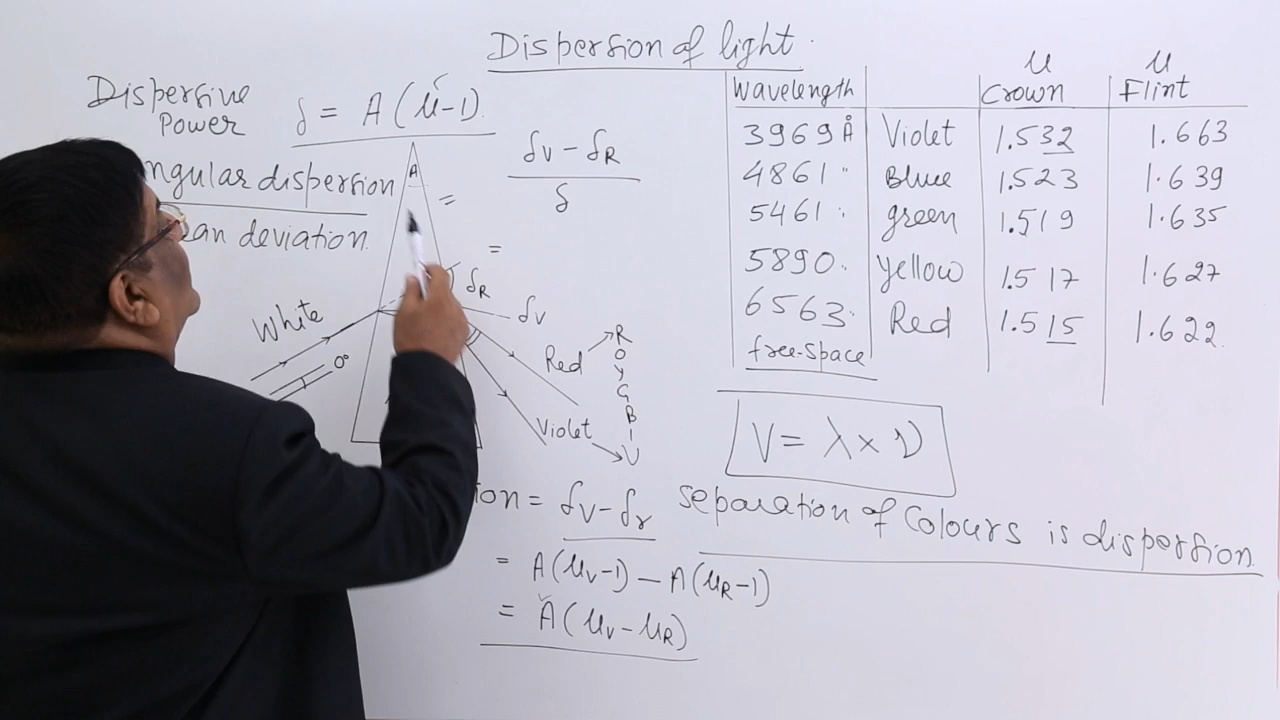 Dispersion of light.
Dispersive
Power
δ = A(μ-1).
ngular dispersion
ean deviation.
= δV - δR
δ
=
A
δR
δV
White
0°
Red
Violet
R
O
Y
G
B
I
V
μ μ
Wavelength Crown Flint
3969Å Violet 1.532 1.663
4861" Blue 1.523 1.639
5461" green 1.519 1.635
5890" Yellow 1.517 1.627
6563" Red 1.515 1.622
free-space
V = λ × ν
ion = δV - δr
= A(μV-1) - A(μR-1)
= A(μV-μR)
Separation of Colours is dispersion.